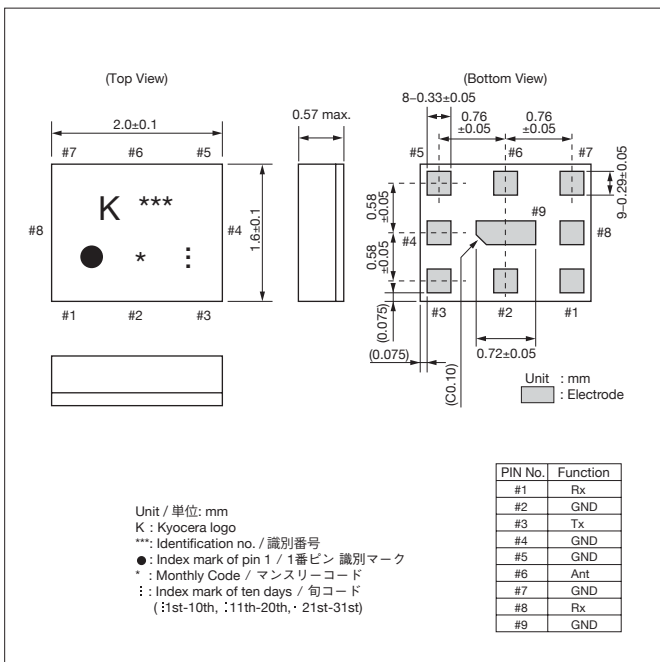 (Top View)
2.0±0.1
#7 #6 #5
K ***
#8
#4
*
#1 #2 #3
1.6±0.1
0.57 max.
(Bottom View)
8–0.33±0.05
0.76
±0.05
0.76
±0.05
#5 #6 #7
9–0.29±0.05
0.58
±0.05
#9
#4
#8
0.58
±0.05
#3 #2 #1
(0.075)
(0.075)
(C0.10)
0.72±0.05
Unit : mm
: Electrode
Unit / 単位: mm
K : Kyocera logo
***: Identification no. / 識別番号
●: Index mark of pin 1 / 1番ピン 識別マーク
* : Monthly Code / マンスリーコード
⋮ : Index mark of ten days / 旬コード
(⋮1st-10th, :11th-20th, · 21st-31st)
PIN No. Function
#1 Rx
#2 GND
#3 Tx
#4 GND
#5 GND
#6 Ant
#7 GND
#8 Rx
#9 GND